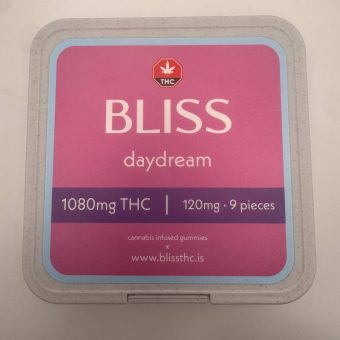 THC
BLISS
daydream
1080mg THC | 120mg · 9 pieces
cannabis infused gummies
x
www.blissthc.is